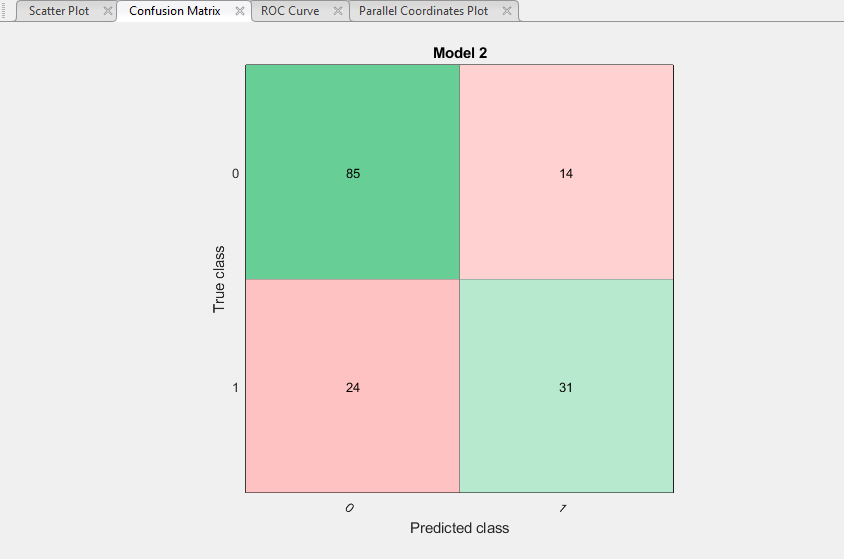 Scatter Plot Confusion Matrix ROC Curve Parallel Coordinates Plot
Model 2
0 85 14
True class
1 24 31
0 1
Predicted class